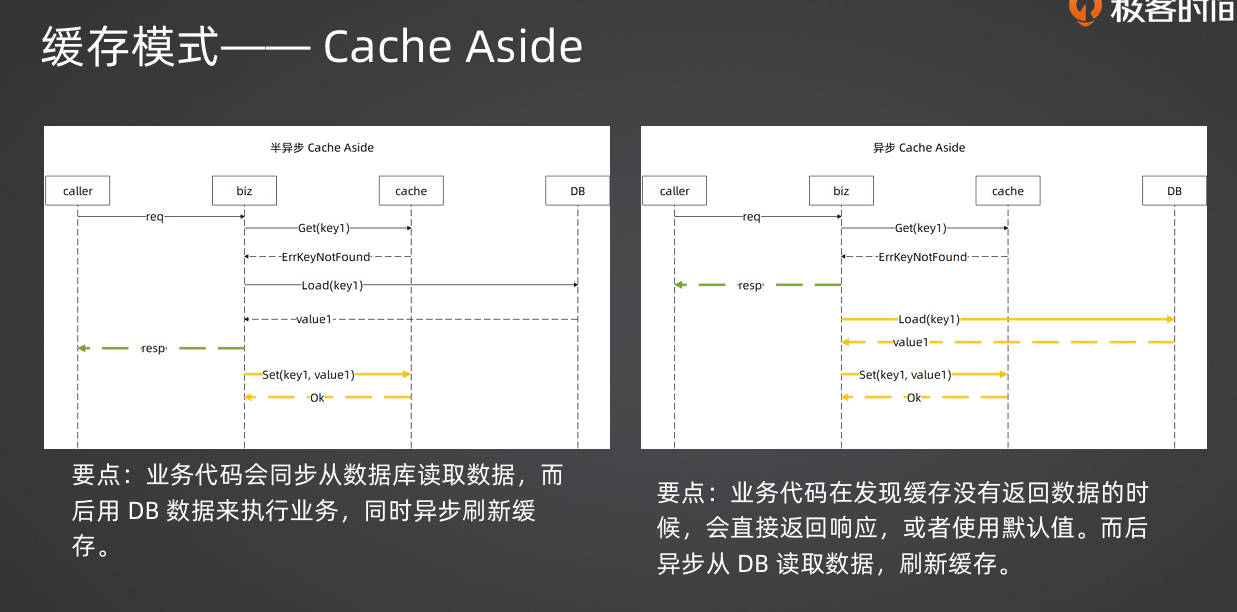 极客时间
缓存模式—— Cache Aside
半异步 Cache Aside
caller
biz
cache
DB
req
Get(key1)
ErrKeyNotFound
Load(key1)
value1
resp
Set(key1, value1)
Ok
要点：业务代码会同步从数据库读取数据，而
后用 DB 数据来执行业务，同时异步刷新缓
存。
异步 Cache Aside
caller
biz
cache
DB
req
Get(key1)
ErrKeyNotFound
resp
Load(key1)
value1
Set(key1, value1)
Ok
要点：业务代码在发现缓存没有返回数据的时
候，会直接返回响应，或者使用默认值。而后
异步从 DB 读取数据，刷新缓存。